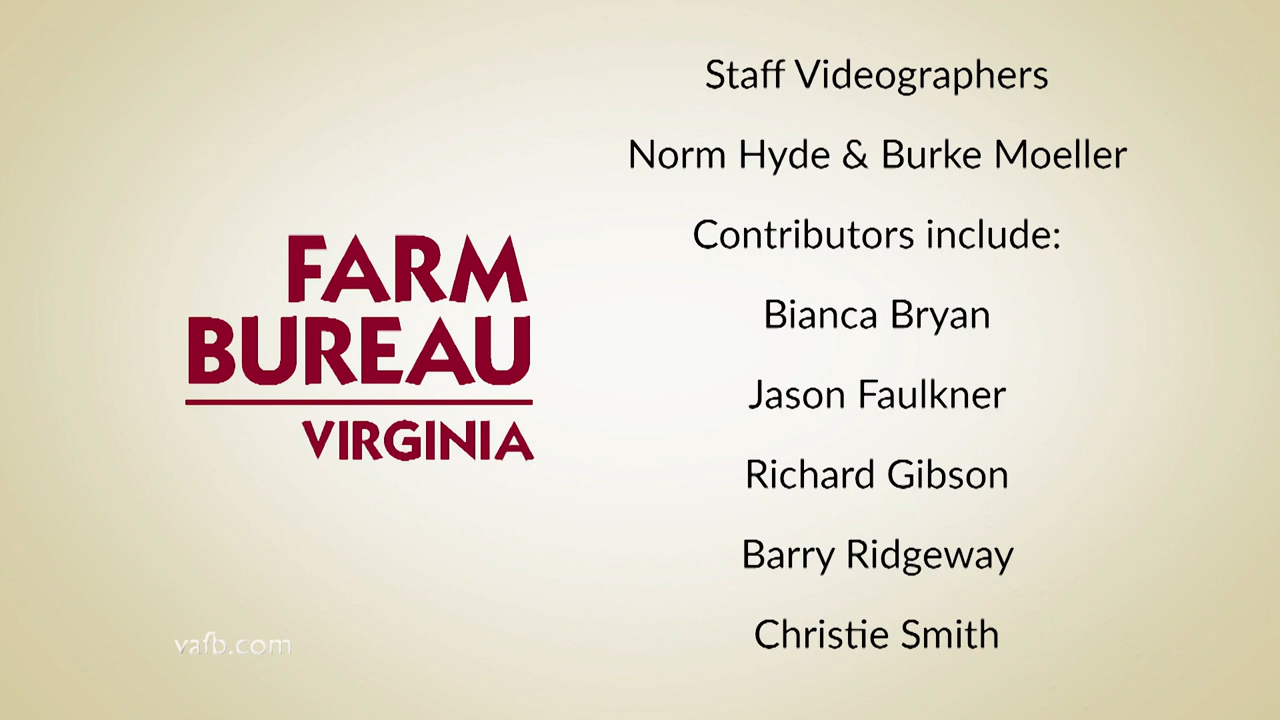 FARM
BUREAU
VIRGINIA
vafb.com
Staff Videographers
Norm Hyde & Burke Moeller
Contributors include:
Bianca Bryan
Jason Faulkner
Richard Gibson
Barry Ridgeway
Christie Smith